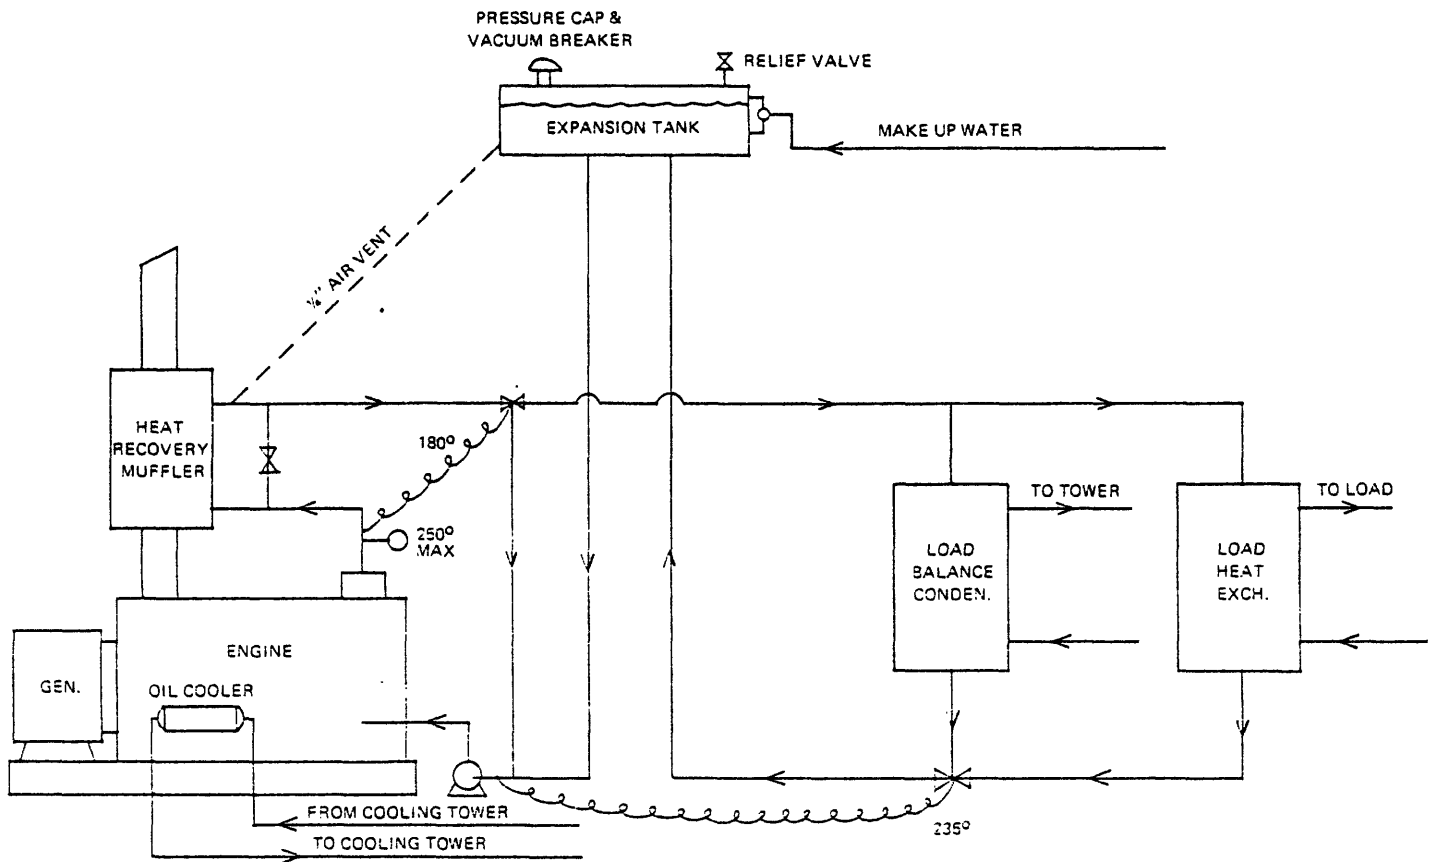 PRESSURE CAP &
VACUUM BREAKER
RELIEF VALVE
EXPANSION TANK
MAKE UP WATER
¼" AIR VENT
HEAT
RECOVERY
MUFFLER
180°
250°
MAX
TO TOWER
TO LOAD
LOAD
BALANCE
CONDEN.
LOAD
HEAT
EXCH.
ENGINE
GEN.
OIL COOLER
FROM COOLING TOWER
TO COOLING TOWER
235°